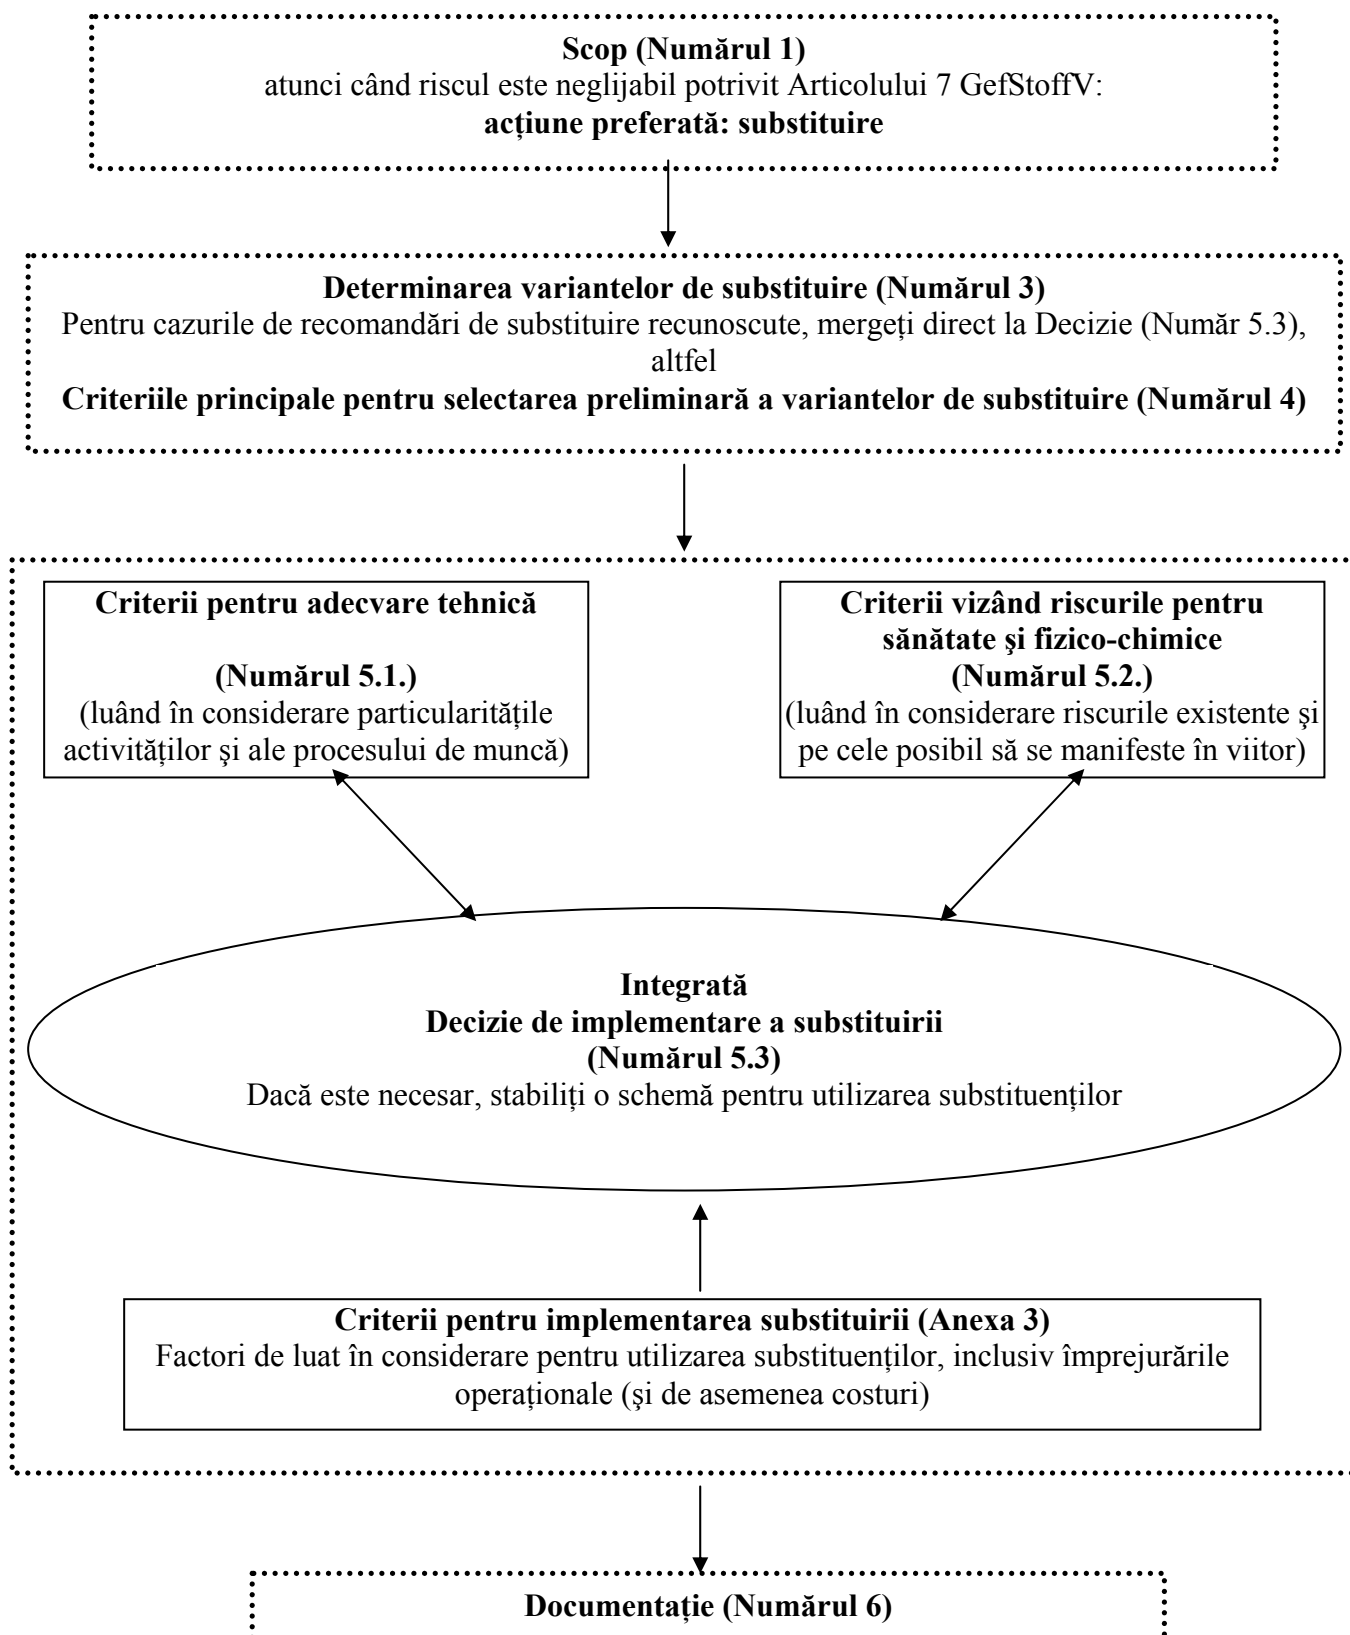 Scop (Numărul 1)
atunci când riscul este neglijabil potrivit Articolului 7 GefStoffV:
acțiune preferată: substituire
Determinarea variantelor de substituire (Numărul 3)
Pentru cazurile de recomandări de substituire recunoscute, mergeți direct la Decizie (Număr 5.3),
altfel
Criteriile principale pentru selectarea preliminară a variantelor de substituire (Numărul 4)
Criterii pentru adecvare tehnică
(Numărul 5.1.)
(luând în considerare particularitățile
activităților şi ale procesului de muncă)
Criterii vizând riscurile pentru
sănătate şi fizico-chimice
(Numărul 5.2.)
(luând în considerare riscurile existente şi
pe cele posibil să se manifeste în viitor)
Integrată
Decizie de implementare a substituirii
(Numărul 5.3)
Dacă este necesar, stabiliți o schemă pentru utilizarea substituenților
Criterii pentru implementarea substituirii (Anexa 3)
Factori de luat în considerare pentru utilizarea substituenților, inclusiv împrejurările
operaționale (şi de asemenea costuri)
Documentație (Numărul 6)